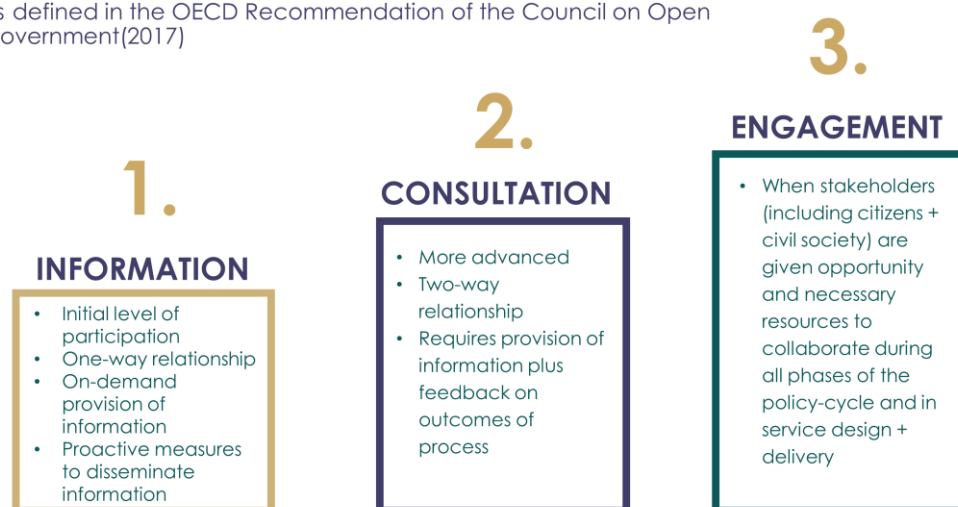 s defined in the OECD Recommendation of the Council on Open
overnment(2017)
1.
INFORMATION
• Initial level of
participation
• One-way relationship
• On-demand
provision of
information
• Proactive measures
to disseminate
information
2.
CONSULTATION
• More advanced
• Two-way
relationship
• Requires provision of
information plus
feedback on
outcomes of
process
3.
ENGAGEMENT
• When stakeholders
(including citizens +
civil society) are
given opportunity
and necessary
resources to
collaborate during
all phases of the
policy-cycle and in
service design +
delivery